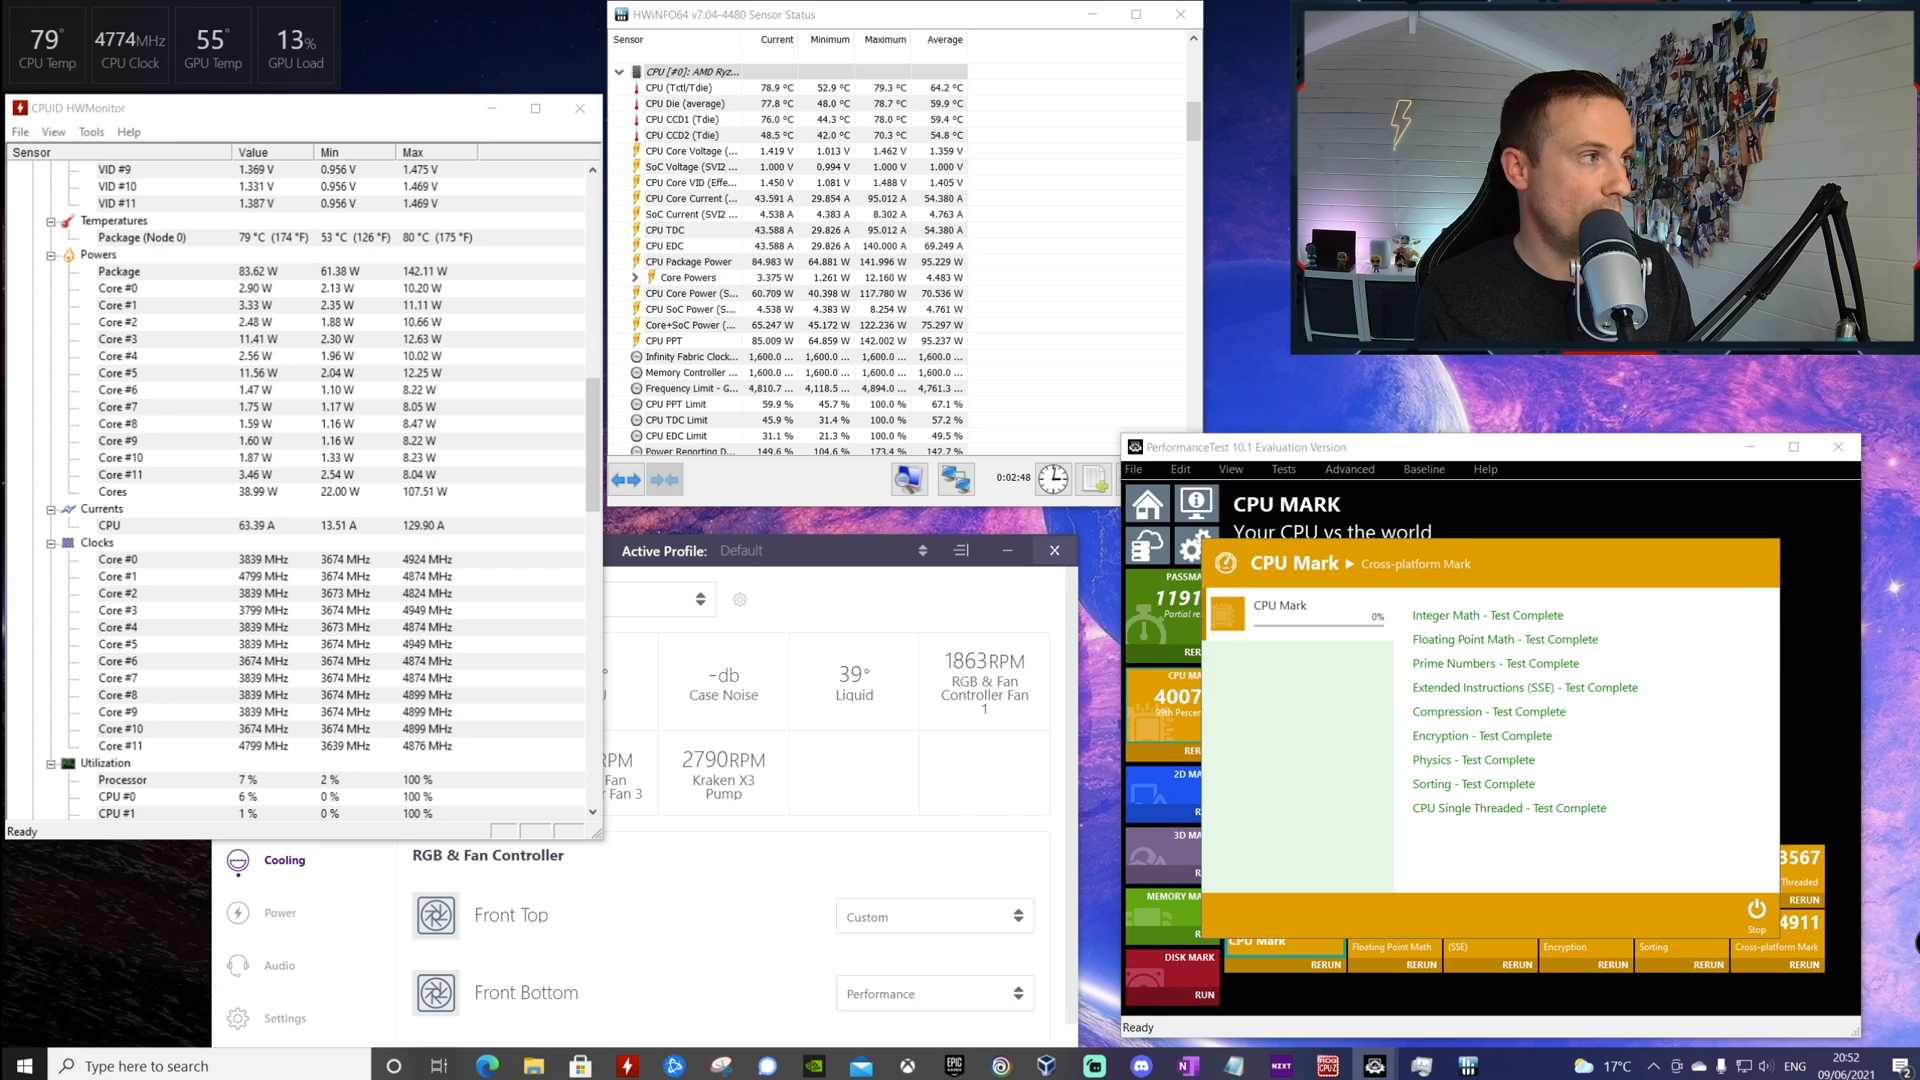 79° CPU Temp
4774MHz CPU Clock
55° GPU Temp
13% GPU Load
CPUID HWMonitor
File View Tools Help
Sensor Value Min Max
VID #9 1.369 V 0.956 V 1.475 V
VID #10 1.331 V 0.956 V 1.469 V
VID #11 1.387 V 0.956 V 1.469 V
Temperatures
Package (Node 0) 79 °C (174 °F) 53 °C (126 °F) 80 °C (175 °F)
Powers
Package 83.62 W 61.38 W 142.11 W
Core #0 2.90 W 2.13 W 10.20 W
Core #1 3.33 W 2.35 W 11.11 W
Core #2 2.48 W 1.88 W 10.66 W
Core #3 11.41 W 2.30 W 12.63 W
Core #4 2.56 W 1.96 W 10.02 W
Core #5 11.56 W 2.04 W 12.25 W
Core #6 1.47 W 1.10 W 8.22 W
Core #7 1.75 W 1.17 W 8.05 W
Core #8 1.59 W 1.16 W 8.47 W
Core #9 1.60 W 1.16 W 8.22 W
Core #10 1.87 W 1.33 W 8.23 W
Core #11 3.46 W 2.54 W 8.04 W
Cores 38.99 W 22.00 W 107.51 W
Currents
CPU 63.39 A 13.51 A 129.90 A
Clocks
Core #0 3839 MHz 3674 MHz 4924 MHz
Core #1 4799 MHz 3674 MHz 4874 MHz
Core #2 3839 MHz 3673 MHz 4824 MHz
Core #3 3799 MHz 3674 MHz 4949 MHz
Core #4 3839 MHz 3673 MHz 4874 MHz
Core #5 3839 MHz 3674 MHz 4949 MHz
Core #6 3674 MHz 3674 MHz 4874 MHz
Core #7 3839 MHz 3674 MHz 4874 MHz
Core #8 3839 MHz 3674 MHz 4899 MHz
Core #9 3839 MHz 3674 MHz 4899 MHz
Core #10 3674 MHz 3674 MHz 4899 MHz
Core #11 4799 MHz 3639 MHz 4876 MHz
Utilization
Processor 7 % 2 % 100 %
CPU #0 6 % 0 % 100 %
CPU #1 1 % 0 % 100 %
Ready
HWiNFO64 v7.04-4480 Sensor Status
Sensor Current Minimum Maximum Average
CPU [#0]: AMD Ryz...
CPU (Tctl/Tdie) 78.9 °C 52.9 °C 79.3 °C 64.2 °C
CPU Die (average) 77.8 °C 48.0 °C 78.7 °C 59.9 °C
CPU CCD1 (Tdie) 76.0 °C 44.3 °C 78.0 °C 59.4 °C
CPU CCD2 (Tdie) 48.5 °C 42.0 °C 70.3 °C 54.8 °C
CPU Core Voltage (... 1.419 V 1.013 V 1.462 V 1.359 V
SoC Voltage (SVI2 ... 1.000 V 0.994 V 1.000 V 1.000 V
CPU Core VID (Effe... 1.450 V 1.081 V 1.488 V 1.405 V
CPU Core Current (... 43.591 A 29.854 A 95.012 A 54.380 A
SoC Current (SVI2 ... 4.538 A 4.383 A 8.302 A 4.763 A
CPU TDC 43.588 A 29.826 A 95.012 A 54.380 A
CPU EDC 43.588 A 29.826 A 140.000 A 69.249 A
CPU Package Power 84.983 W 64.881 W 141.996 W 95.229 W
Core Powers 3.375 W 1.261 W 12.160 W 4.483 W
CPU Core Power (S... 60.709 W 40.398 W 117.780 W 70.536 W
CPU SoC Power (S... 4.538 W 4.383 W 8.254 W 4.761 W
Core+SoC Power (... 65.247 W 45.172 W 122.236 W 75.297 W
CPU PPT 85.009 W 64.859 W 142.002 W 95.237 W
Infinity Fabric Clock... 1,600.0 ... 1,600.0 ... 1,600.0 ... 1,600.0 ...
Memory Controller ... 1,600.0 ... 1,600.0 ... 1,600.0 ... 1,600.0 ...
Frequency Limit - G... 4,810.7 ... 4,118.5 ... 4,894.0 ... 4,761.3 ...
CPU PPT Limit 59.9 % 45.7 % 100.0 % 67.1 %
CPU TDC Limit 45.9 % 31.4 % 100.0 % 57.2 %
CPU EDC Limit 31.1 % 21.3 % 100.0 % 49.5 %
Power Reporting D... 149.6 % 104.6 % 173.4 % 142.7 %
0:02:48
Active Profile: Default
-db Case Noise
39° Liquid
1863RPM RGB & Fan Controller Fan 1
RPM
Fan
r Fan 3
2790RPM Kraken X3 Pump
RGB & Fan Controller
Front Top Custom
Front Bottom Performance
Cooling
Power
Audio
Settings
PerformanceTest 10.1 Evaluation Version
File Edit View Tests Advanced Baseline Help
CPU MARK
Your CPU vs the world
PASSMA
1191
Partial re
RER
CPU M
4007
99th Percer
RER
2D MA
R
3D MA
R
MEMORY MA
R
DISK MARK
RUN
CPU Mark ▶ Cross-platform Mark
CPU Mark
0%
Integer Math - Test Complete
Floating Point Math - Test Complete
Prime Numbers - Test Complete
Extended Instructions (SSE) - Test Complete
Compression - Test Complete
Encryption - Test Complete
Physics - Test Complete
Sorting - Test Complete
CPU Single Threaded - Test Complete
Stop
3567
Threaded
RERUN
4911
CPU Mark Floating Point Math (SSE) Encryption Sorting Cross-platform Mark
RERUN RERUN RERUN RERUN RERUN RERUN
Ready
Type here to search
NZXT
17°C
ENG
20:52
09/06/2021
2